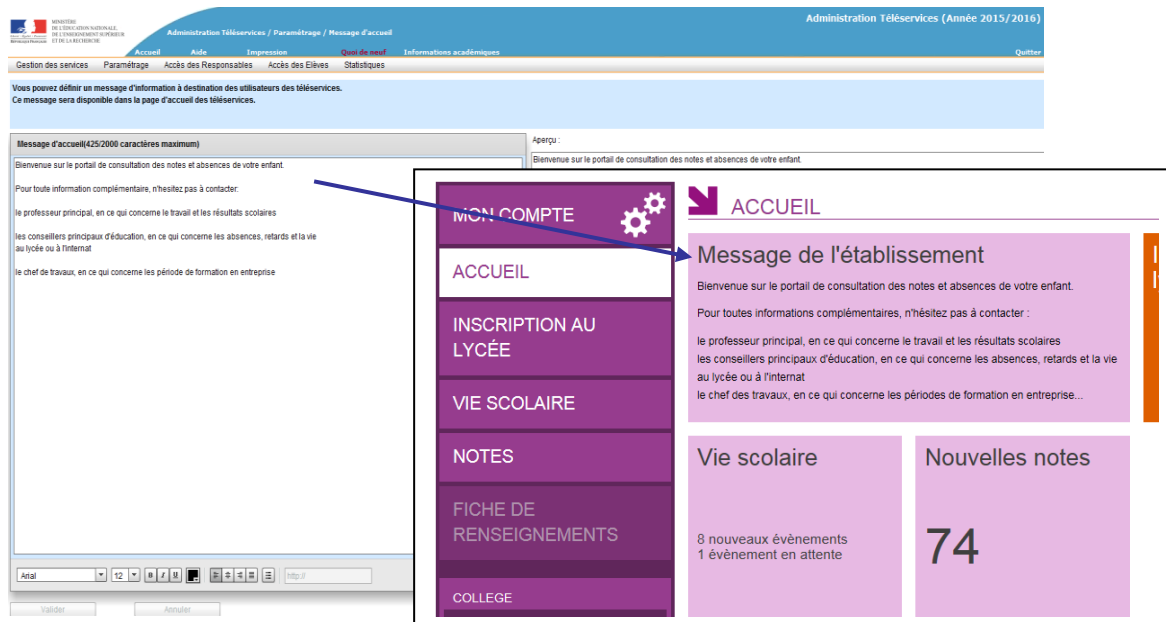 MINISTÈRE
DE L'ÉDUCATION NATIONALE,
DE L'ENSEIGNEMENT SUPÉRIEUR
ET DE LA RECHERCHE
Administration Téléservices / Paramétrage / Message d'accueil
Administration Téléservices (Année 2015/2016)
Accueil Aide Impression Quoi de neuf Informations académiques Quitter
Gestion des services Paramétrage Accès des Responsables Accès des Elèves Statistiques
Vous pouvez définir un message d'information à destination des utilisateurs des téléservices.
Ce message sera disponible dans la page d'accueil des téléservices.
Message d'accueil(425/2000 caractères maximum)
Bienvenue sur le portail de consultation des notes et absences de votre enfant.
Pour toute information complémentaire, n'hesitez pas à contacter:
le professeur principal, en ce qui concerne le travail et les résultats scolaires
les conseillers principaux d'éducation, en ce qui concerne les absences, retards et la vie
au lycée ou à l'internat
le chef de travaux, en ce qui concerne les période de formation en entreprise
Arial 12 B I U http://
Valider Annuler
Aperçu :
Bienvenue sur le portail de consultation des notes et absences de votre enfant.
MON COMPTE
ACCUEIL
INSCRIPTION AU
LYCÉE
VIE SCOLAIRE
NOTES
FICHE DE
RENSEIGNEMENTS
COLLEGE
ACCUEIL
Message de l'établissement
Bienvenue sur le portail de consultation des notes et absences de votre enfant.
Pour toutes informations complémentaires, n'hésitez pas à contacter :
le professeur principal, en ce qui concerne le travail et les résultats scolaires
les conseillers principaux d'éducation, en ce qui concerne les absences, retards et la vie
au lycée ou à l'internat
le chef des travaux, en ce qui concerne les périodes de formation en entreprise...
Vie scolaire
8 nouveaux évènements
1 évènement en attente
Nouvelles notes
74